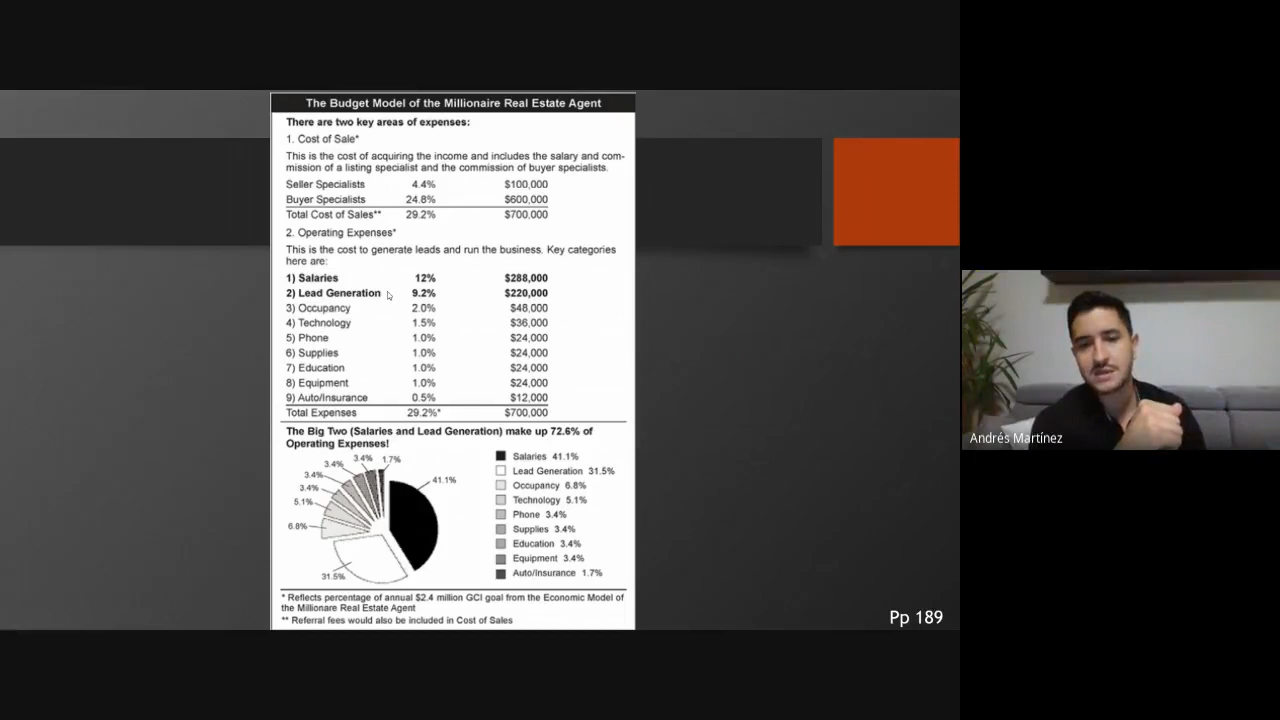 The Budget Model of the Millionaire Real Estate Agent
There are two key areas of expenses:
1. Cost of Sale*
This is the cost of acquiring the income and includes the salary and com-
mission of a listing specialist and the commission of buyer specialists.
Seller Specialists 4.4% $100,000
Buyer Specialists 24.8% $600,000
Total Cost of Sales** 29.2% $700,000
2. Operating Expenses*
This is the cost to generate leads and run the business. Key categories
here are:
1) Salaries 12% $288,000
2) Lead Generation 9.2% $220,000
3) Occupancy 2.0% $48,000
4) Technology 1.5% $36,000
5) Phone 1.0% $24,000
6) Supplies 1.0% $24,000
7) Education 1.0% $24,000
8) Equipment 1.0% $24,000
9) Auto/Insurance 0.5% $12,000
Total Expenses 29.2%* $700,000
The Big Two (Salaries and Lead Generation) make up 72.6% of
Operating Expenses!
1.7%
3.4%
3.4%
3.4%
3.4%
5.1%
6.8%
31.5%
41.1%
Salaries 41.1%
Lead Generation 31.5%
Occupancy 6.8%
Technology 5.1%
Phone 3.4%
Supplies 3.4%
Education 3.4%
Equipment 3.4%
Auto/Insurance 1.7%
* Reflects percentage of annual $2.4 million GCI goal from the Economic Model of
the Millionare Real Estate Agent
** Referral fees would also be included in Cost of Sales
Pp 189
Andrés Martínez